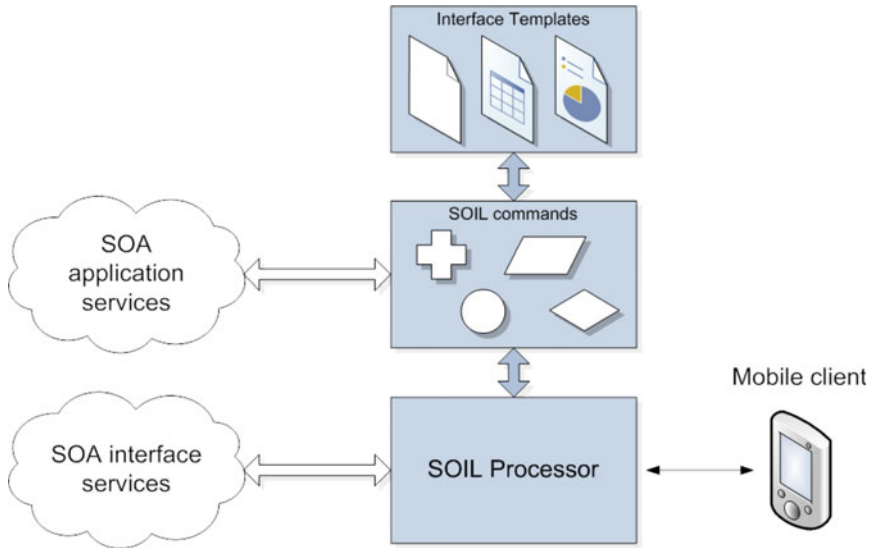 Interface Templates
SOIL commands
SOA
application
services
Mobile client
SOA interface
services
SOIL Processor